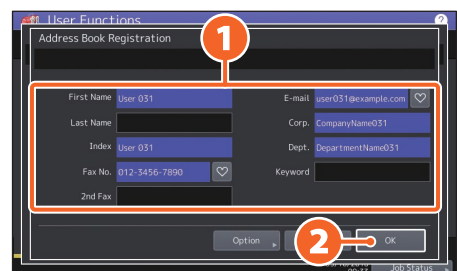 User Functions
?
Address Book Registration
1
First Name User 031
E-mail user031@example.com
Last Name
Corp. CompanyName031
Index User 031
Dept. DepartmentName031
Fax No. 012-3456-7890
Keyword
2nd Fax
Option
2
OK
Job Status